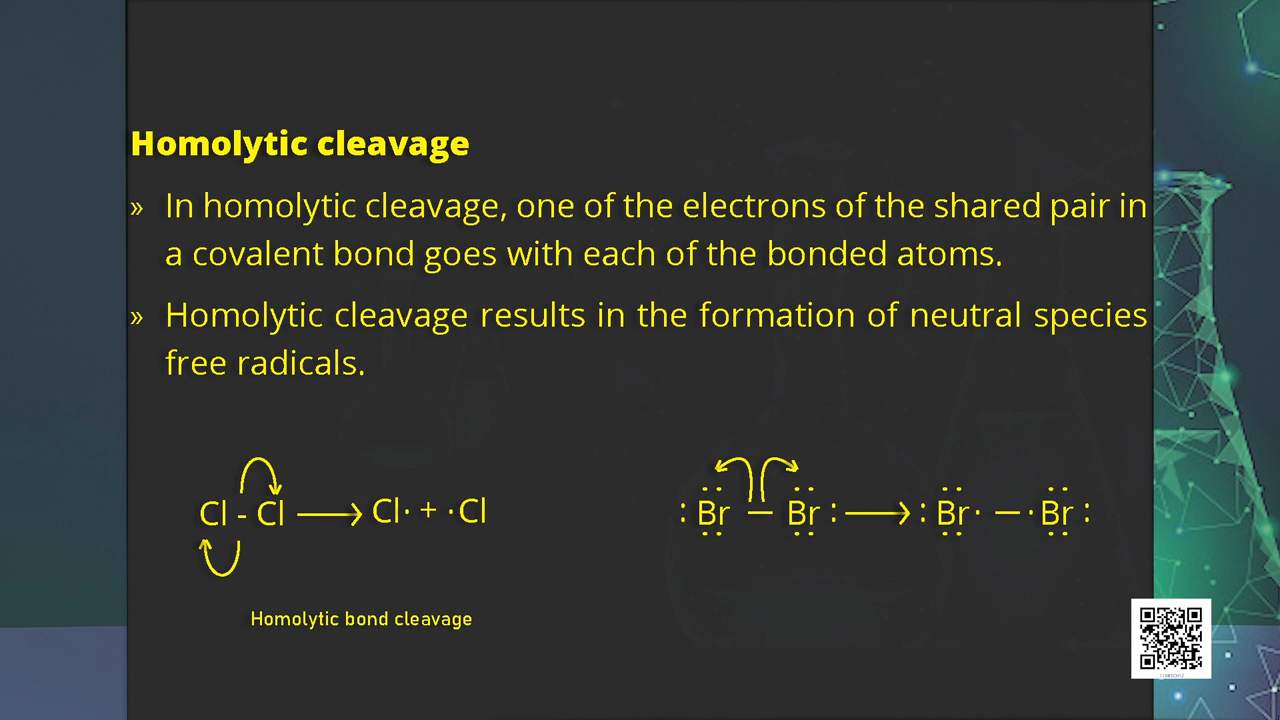 Homolytic cleavage
» In homolytic cleavage, one of the electrons of the shared pair in
a covalent bond goes with each of the bonded atoms.
» Homolytic cleavage results in the formation of neutral species
free radicals.
Cl - Cl ⟶ Cl· + ·Cl
:Br — Br: ⟶ :Br· — ·Br:
Homolytic bond cleavage